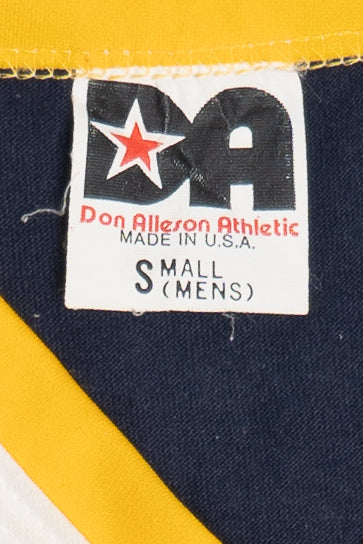 DA
Don Alleson Athletic
MADE IN U.S.A.
SMALL
(MENS)